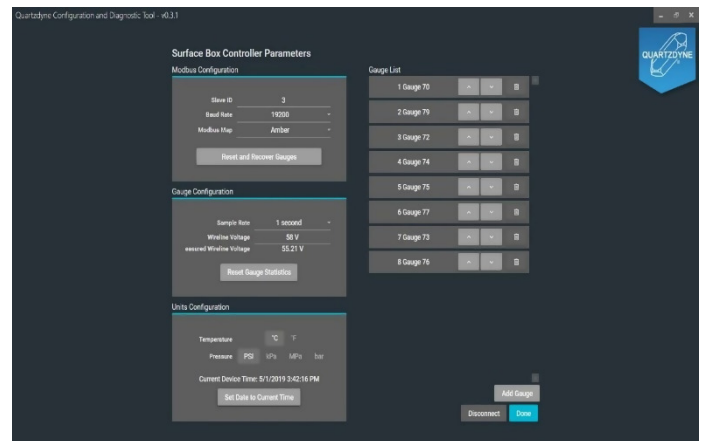 Quartzdyne Configuration and Diagnostic Tool - v0.3.1
QUARTZDYNE
Surface Box Controller Parameters
Modbus Configuration
Slave ID 3
Baud Rate 19200
Modbus Map Amber
Reset and Recover Gauges
Gauge Configuration
Sample Rate 1 second
Wireline Voltage 58 V
easured Wireline Voltage 55.21 V
Reset Gauge Statistics
Units Configuration
Temperature °C °F
Pressure PSI kPa MPa bar
Current Device Time: 5/1/2019 3:42:16 PM
Set Date to Current Time
Gauge List
1 Gauge 70
2 Gauge 79
3 Gauge 72
4 Gauge 74
5 Gauge 75
6 Gauge 77
7 Gauge 73
8 Gauge 76
Add Gauge
Disconnect Done